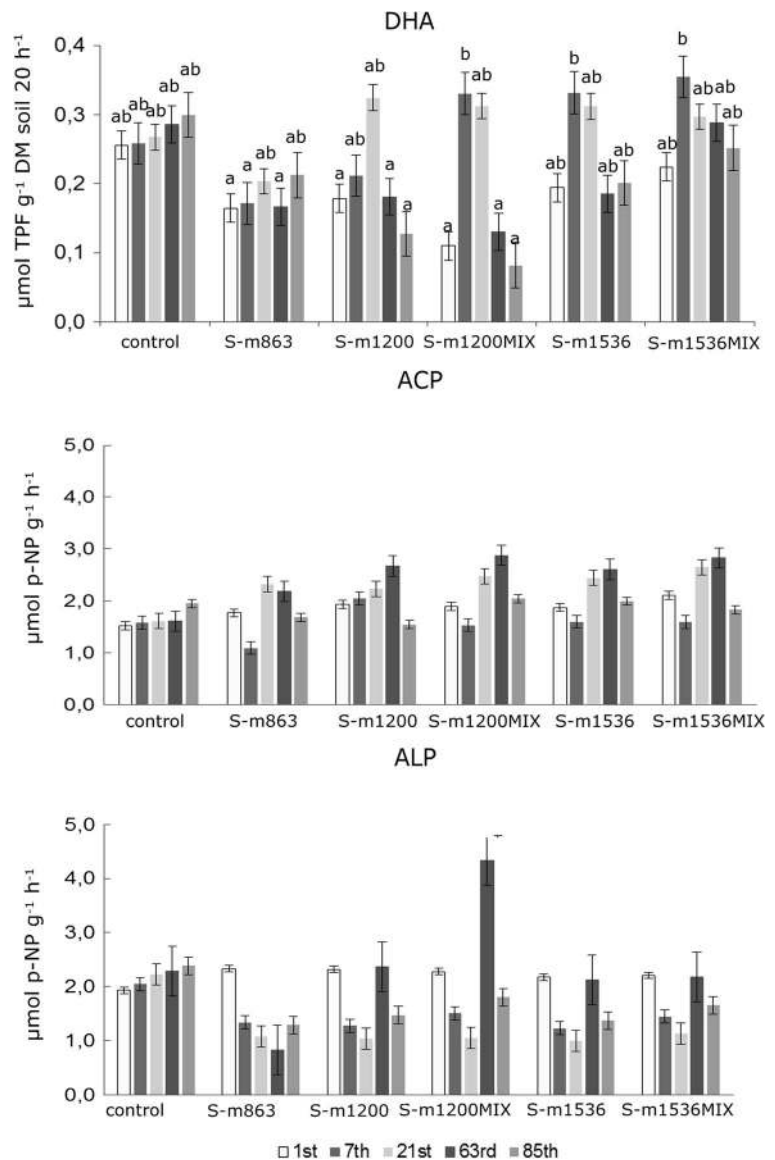 DHA
µmol TPF g⁻¹ DM soil 20 h⁻¹
0,4
0,3
0,2
0,1
0,0
ab ab ab ab ab
a a ab a ab
a ab ab a a
a b ab a a
ab b ab ab ab
ab b ab ab ab
control S-m863 S-m1200 S-m1200MIX S-m1536 S-m1536MIX
ACP
µmol p-NP g⁻¹ h⁻¹
5,0
4,0
3,0
2,0
1,0
0,0
control S-m863 S-m1200 S-m1200MIX S-m1536 S-m1536MIX
ALP
µmol p-NP g⁻¹ h⁻¹
5,0
4,0
3,0
2,0
1,0
0,0
control S-m863 S-m1200 S-m1200MIX S-m1536 S-m1536MIX
1st 7th 21st 63rd 85th